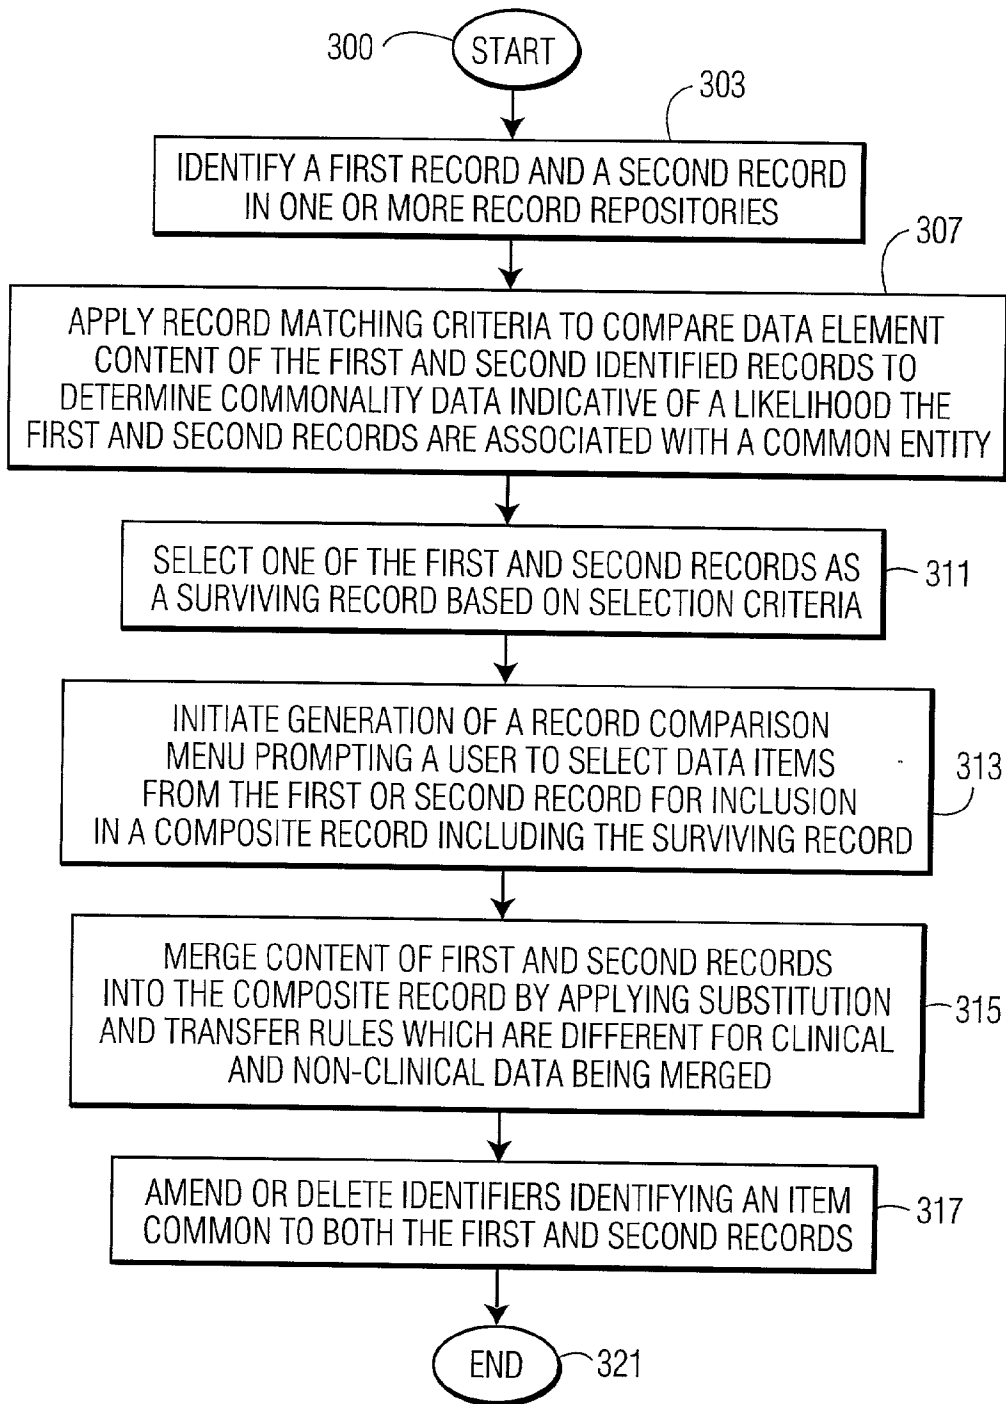 300
START
303
IDENTIFY A FIRST RECORD AND A SECOND RECORD
IN ONE OR MORE RECORD REPOSITORIES
307
APPLY RECORD MATCHING CRITERIA TO COMPARE DATA ELEMENT
CONTENT OF THE FIRST AND SECOND IDENTIFIED RECORDS TO
DETERMINE COMMONALITY DATA INDICATIVE OF A LIKELIHOOD THE
FIRST AND SECOND RECORDS ARE ASSOCIATED WITH A COMMON ENTITY
SELECT ONE OF THE FIRST AND SECOND RECORDS AS
A SURVIVING RECORD BASED ON SELECTION CRITERIA
311
INITIATE GENERATION OF A RECORD COMPARISON
MENU PROMPTING A USER TO SELECT DATA ITEMS
FROM THE FIRST OR SECOND RECORD FOR INCLUSION
IN A COMPOSITE RECORD INCLUDING THE SURVIVING RECORD
313
MERGE CONTENT OF FIRST AND SECOND RECORDS
INTO THE COMPOSITE RECORD BY APPLYING SUBSTITUTION
AND TRANSFER RULES WHICH ARE DIFFERENT FOR CLINICAL
AND NON-CLINICAL DATA BEING MERGED
315
AMEND OR DELETE IDENTIFIERS IDENTIFYING AN ITEM
COMMON TO BOTH THE FIRST AND SECOND RECORDS
317
END
321